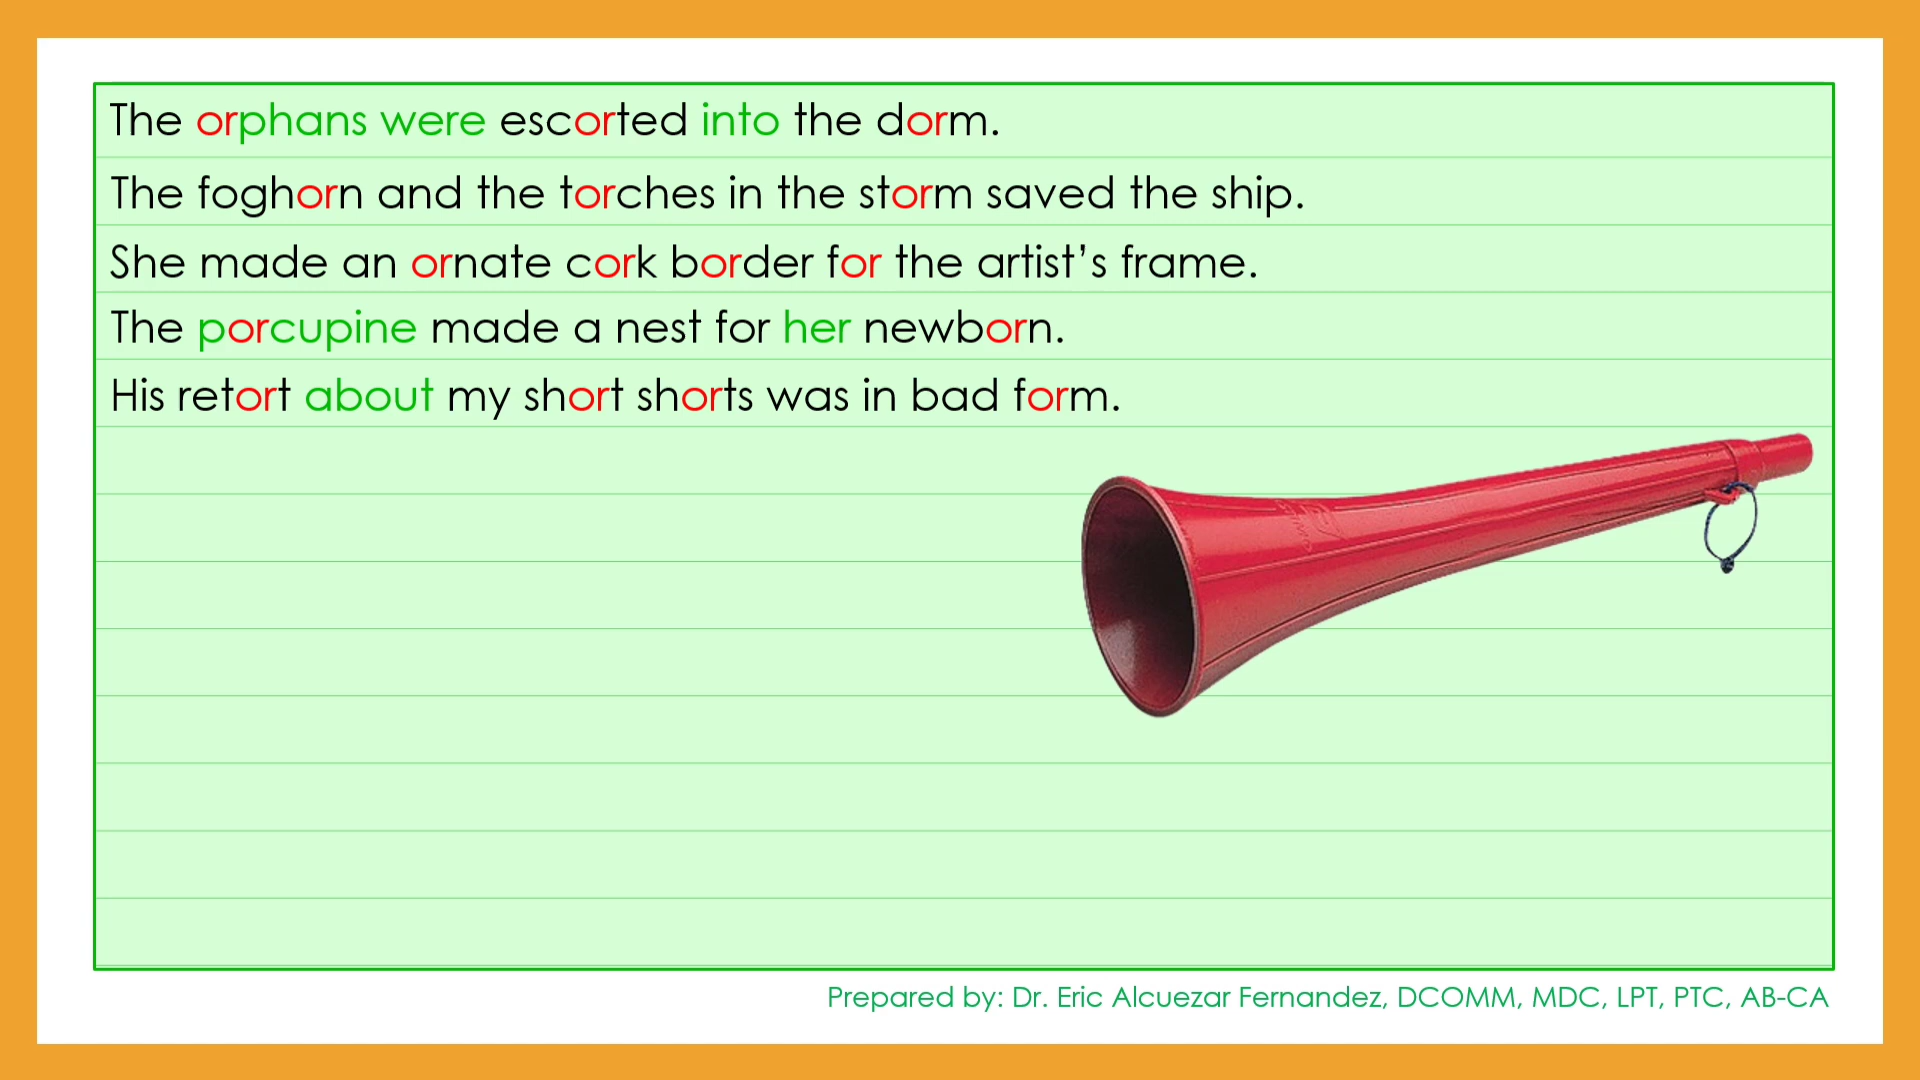 The orphans were escorted into the dorm.
The foghorn and the torches in the storm saved the ship.
She made an ornate cork border for the artist’s frame.
The porcupine made a nest for her newborn.
His retort about my short shorts was in bad form.
Prepared by: Dr. Eric Alcuezar Fernandez, DCOMM, MDC, LPT, PTC, AB-CA